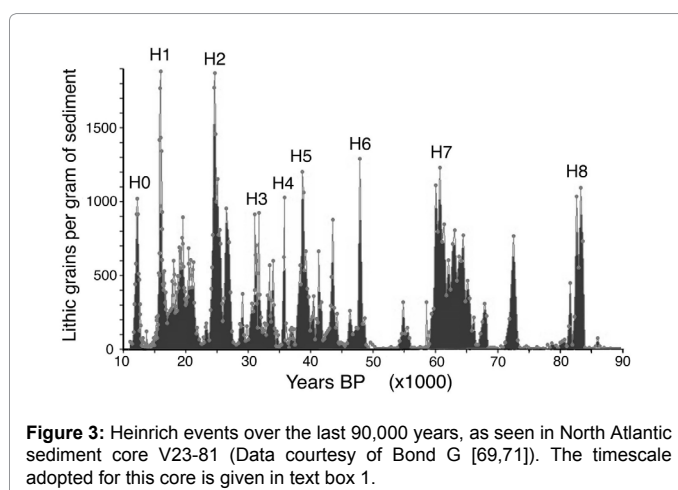 H1
H2
H6
H5
H7
H8
H0
H3
H4
Lithic grains per gram of sediment
1500
1000
500
0
10 20 30 40 50 60 70 80 90
Years BP (x1000)
Figure 3: Heinrich events over the last 90,000 years, as seen in North Atlantic
sediment core V23-81 (Data courtesy of Bond G [69,71]). The timescale
adopted for this core is given in text box 1.